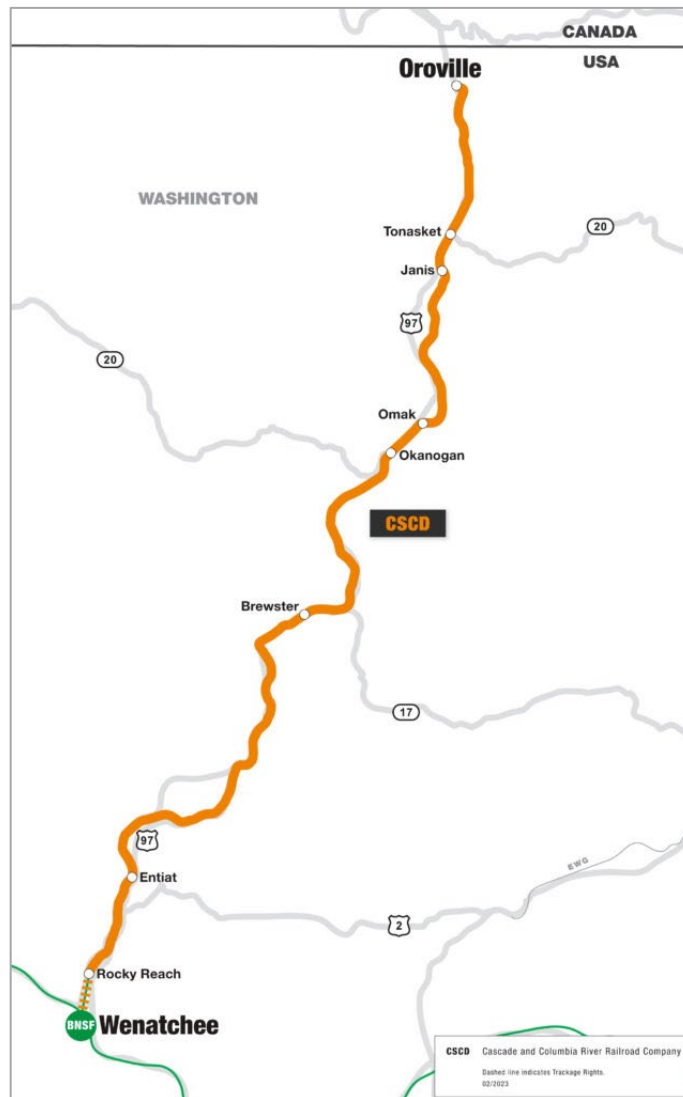 CANADA
USA
Oroville
WASHINGTON
Tonasket
20
Janis
97
20
Omak
Okanogan
CSCD
Brewster
17
97
Entiat
EWG
2
Rocky Reach
BNSF Wenatchee
CSCD Cascade and Columbia River Railroad Company
Dashed line indicates Trackage Rights.
02/2023